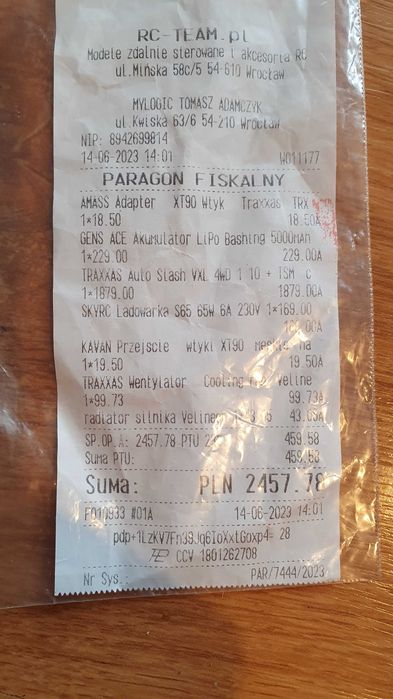 RC-TEAM.pl
Modele zdalnie sterowane i akcesoria RC
ul.Mińska 58c/5 54-610 Wrocław
MYLOGIC TOMASZ ADAMCZYK
ul.Kwiska 63/6 54-210 Wrocław
NIP: 8942699814
14-06-2023 14:01 W011177
PARAGON FISKALNY
AMASS Adapter XT90 Wtyk Traxxas TRX
1*18.50 18.50A
GENS ACE Akumulator LiPo Bashing 5000mAh
1*229.00 229.00A
TRAXXAS Auto Slash VXL 4WD 1 10 + TSM c
1*1879.00 1879.00A
SKYRC Ładowarka S65 65W 6A 230V 1*169.00
KAVAN Przejście wtyki XT90
1*19.50 19.50A
TRAXXAS Wentylator Cooling Veline
1*99.73 99.73A
radiator silnika
SP.OP.A: 2457.78 PTU 459.58
Suma PTU: 459.58
Suma: PLN 2457.78
#01A 14-06-2023 14:01
28
CCV 1801262708
Nr Sys.: PAR/7444/2023